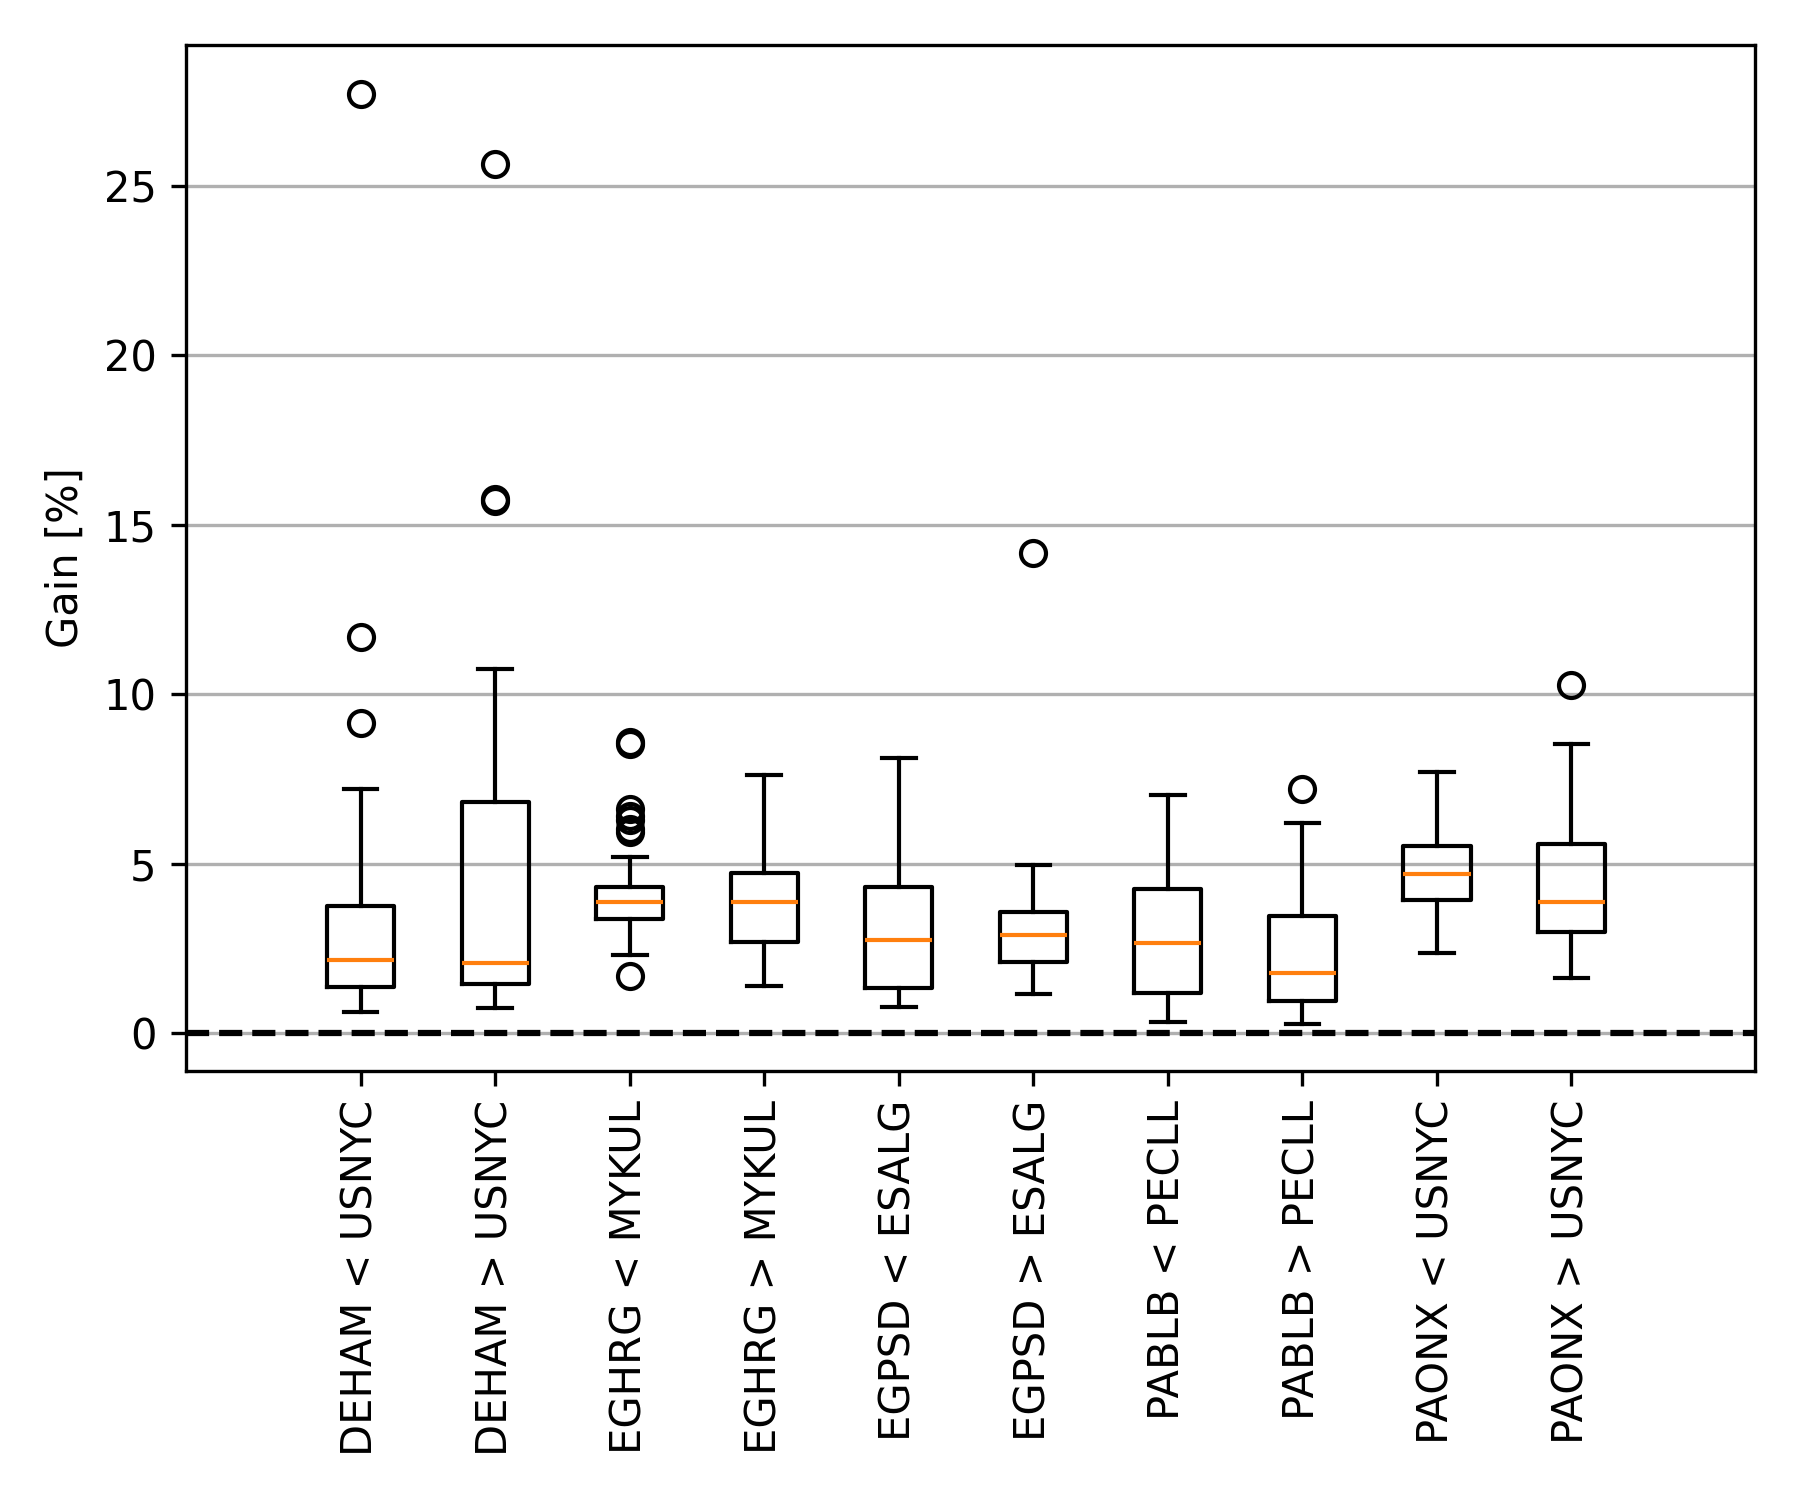 Gain [%]
25
20
15
10
5
0
DEHAM < USNYC
DEHAM > USNYC
EGHRG < MYKUL
EGHRG > MYKUL
EGPSD < ESALG
EGPSD > ESALG
PABLB < PECLL
PABLB > PECLL
PAONX < USNYC
PAONX > USNYC